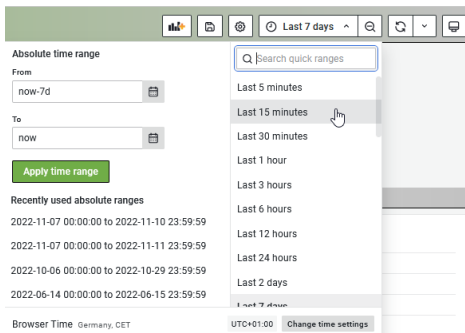 Last 7 days
Absolute time range
From
now-7d
To
now
Apply time range
Recently used absolute ranges
2022-11-07 00:00:00 to 2022-11-10 23:59:59
2022-11-07 00:00:00 to 2022-11-11 23:59:59
2022-10-06 00:00:00 to 2022-10-29 23:59:59
2022-06-14 00:00:00 to 2022-06-15 23:59:59
Search quick ranges
Last 5 minutes
Last 15 minutes
Last 30 minutes
Last 1 hour
Last 3 hours
Last 6 hours
Last 12 hours
Last 24 hours
Last 2 days
Last 7 days
Browser Time Germany, CET UTC+01:00 Change time settings